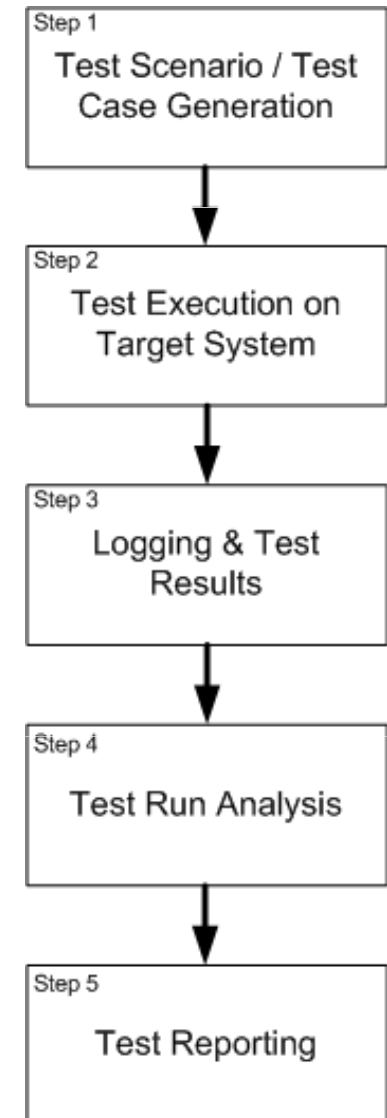 Step 1
Test Scenario / Test
Case Generation
Step 2
Test Execution on
Target System
Step 3
Logging & Test
Results
Step 4
Test Run Analysis
Step 5
Test Reporting